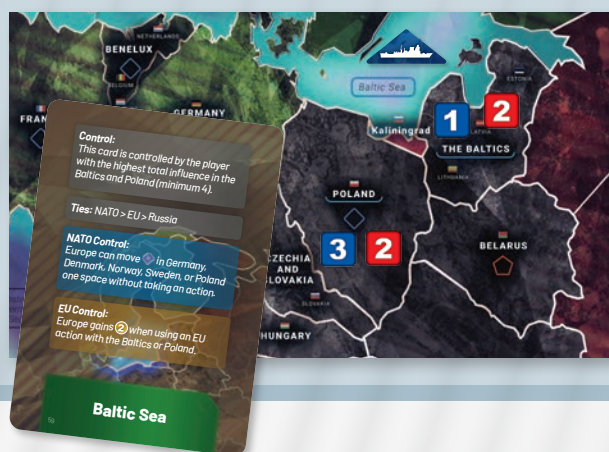 NETHERLANDS
BENELUX
BELGIUM
FRAN
GERMANY
Baltic Sea
Kaliningrad
ESTONIA
1
2
LATVIA
THE BALTICS
LITHUANIA
POLAND
3
2
BELARUS
CZECHIA
AND
SLOVAKIA
SLOVAKIA
HUNGARY
Control:
This card is controlled by the player
with the highest total influence in the
Baltics and Poland (minimum 4).
Ties: NATO > EU > Russia
NATO Control:
Europe can move in Germany,
Denmark, Norway, Sweden, or Poland
one space without taking an action.
EU Control:
Europe gains 2 when using an EU
action with the Baltics or Poland.
Baltic Sea